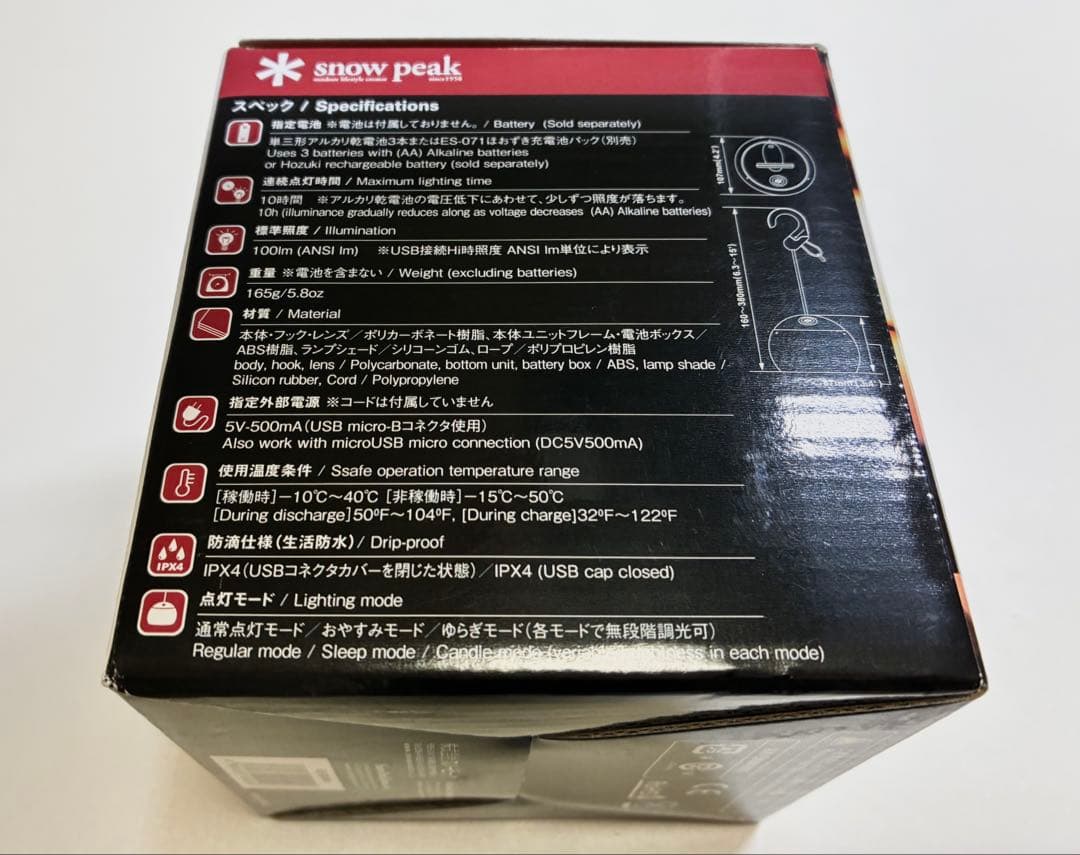 snow peak
outdoor lifestyle creator since1958
スペック / Specifications
指定電池 ※電池は付属しておりません。 / Battery (Sold separately)
単三形アルカリ乾電池3本またはES-071ほおずき充電池パック(別売)
Uses 3 batteries with (AA) Alkaline batteries
or Hozuki rechargeable battery (sold separately)
連続点灯時間 / Maximum lighting time
10時間 ※アルカリ乾電池の電圧低下にあわせて、少しずつ照度が落ちます。
10h (illuminance gradually reduces along as voltage decreases (AA) Alkaline batteries)
標準照度 / Illumination
100lm (ANSI lm) ※USB接続Hi時照度 ANSI lm単位により表示
重量 ※電池を含まない / Weight (excluding batteries)
165g/5.8oz
材質 / Material
本体・フック・レンズ/ポリカーボネート樹脂、本体ユニットフレーム・電池ボックス/
ABS樹脂、ランプシェード/シリコーンゴム、ロープ/ポリプロピレン樹脂
body, hook, lens / Polycarbonate, bottom unit, battery box / ABS, lamp shade /
Silicon rubber, Cord / Polypropylene
指定外部電源 ※コードは付属していません
5V-500mA(USB micro-Bコネクタ使用)
Also work with microUSB micro connection (DC5V500mA)
使用温度条件 / Ssafe operation temperature range
[稼働時]−10℃〜40℃ [非稼働時]−15℃〜50℃
[During discharge]50ºF〜104ºF, [During charge]32ºF〜122ºF
IPX4
防滴仕様(生活防水) / Drip-proof
IPX4(USBコネクタカバーを閉じた状態)/IPX4 (USB cap closed)
点灯モード / Lighting mode
通常点灯モード/おやすみモード/ゆらぎモード(各モードで無段階調光可)
Regular mode / Sleep mode / Candle mode (variable brightness in each mode)
107mm(4.2")
160〜380mm(6.3〜15")